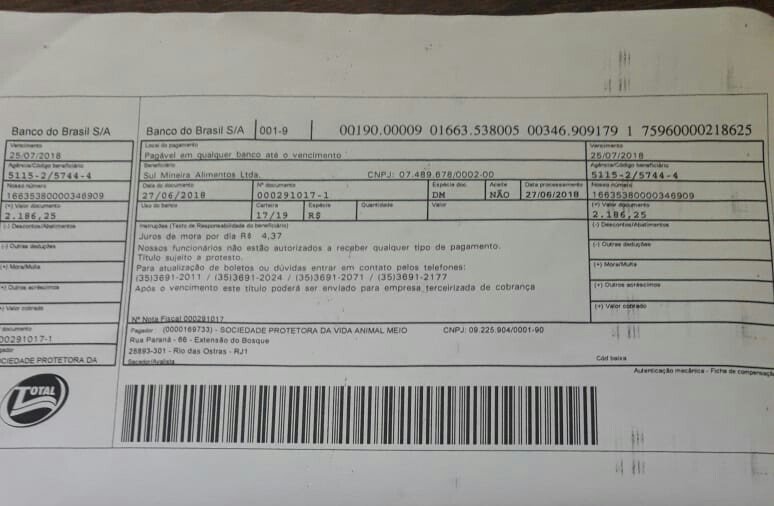 Banco do Brasil S/A
Vencimento
25/07/2018
Agência/Código beneficiário
5115-2/5744-4
Nosso número
16635380000346909
(=) Valor documento
2.186,25
(-) Descontos/Abatimentos
(-) Outras deduções
(+) Mora/Multa
(+) Outros acréscimos
(=) Valor cobrado
documento
00291017-1
SOCIEDADE PROTETORA DA
TOTAL
Banco do Brasil S/A 001-9 00190.00009 01663.538005 00346.909179 1 75960000218625
Local do pagamento
Pagável em qualquer banco até o vencimento
Vencimento
25/07/2018
Beneficiário
Sul Mineira Alimentos Ltda. CNPJ: 07.489.678/0002-00
Agência/Código beneficiário
5115-2/5744-4
Data do documento Nº documento Espécie doc Aceite Data processamento Nosso número
27/06/2018 000291017-1 DM NÃO 27/06/2018 16635380000346909
Uso do banco Carteira Espécie Quantidade Valor (=) Valor documento
17/19 R$ 2.186,25
Instruções (Texto de Responsabilidade do beneficiário) (-) Descontos/Abatimentos
Juros de mora por dia R$ 4,37
Nossos funcionários não estão autorizados a receber qualquer tipo de pagamento. (-) Outras deduções
Título sujeito a protesto.
Para atualização de boletos ou dúvidas entrar em contato pelos telefones: (+) Mora/Multa
(35)3691-2011 / (35)3691-2024 / (35)3691-2071 / (35)3691-2177
Após o vencimento este título poderá ser enviado para empresa terceirizada de cobrança (+) Outros acréscimos
(=) Valor cobrado
Nº Nota Fiscal 000291017
Pagador: (0000169733) - SOCIEDADE PROTETORA DA VIDA ANIMAL MEIO CNPJ: 09.225.904/0001-90
Rua Paraná - 66 - Extensão do Bosque
28893-301 - Rio das Ostras - RJ1
Sacador/Avalista Cód baixa
Autenticação mecânica - Ficha de compensação